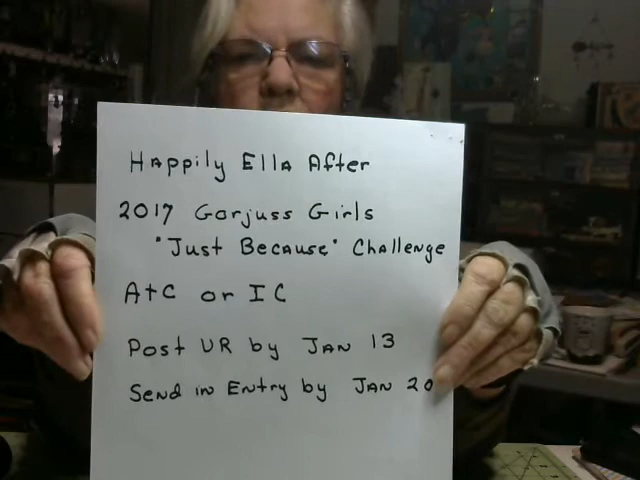 Happily Ella After
2017 Gorjuss Girls
"Just Because" Challenge
AtC or IC
Post UR by Jan 13
Send in Entry by Jan 20